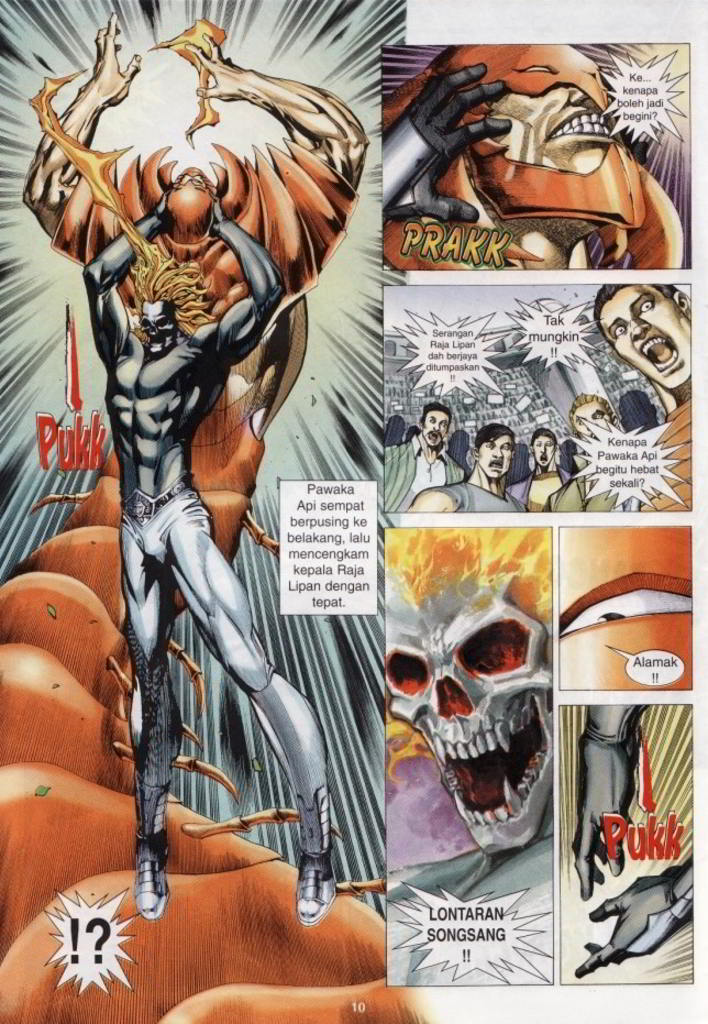 Pukk
Pawaka
Api sempat
berpusing ke
belakang, lalu
mencengkam
kepala Raja
Lipan dengan
tepat.
!?
Ke...
kenapa
boleh jadi
begini?
PRAKK
Serangan
Raja Lipan
dah berjaya
ditumpaskan
!!
Tak
mungkin
!!
Kenapa
Pawaka Api
begitu hebat
sekali?
LONTARAN
SONGSANG
!!
Alamak
!!
Pukk
10